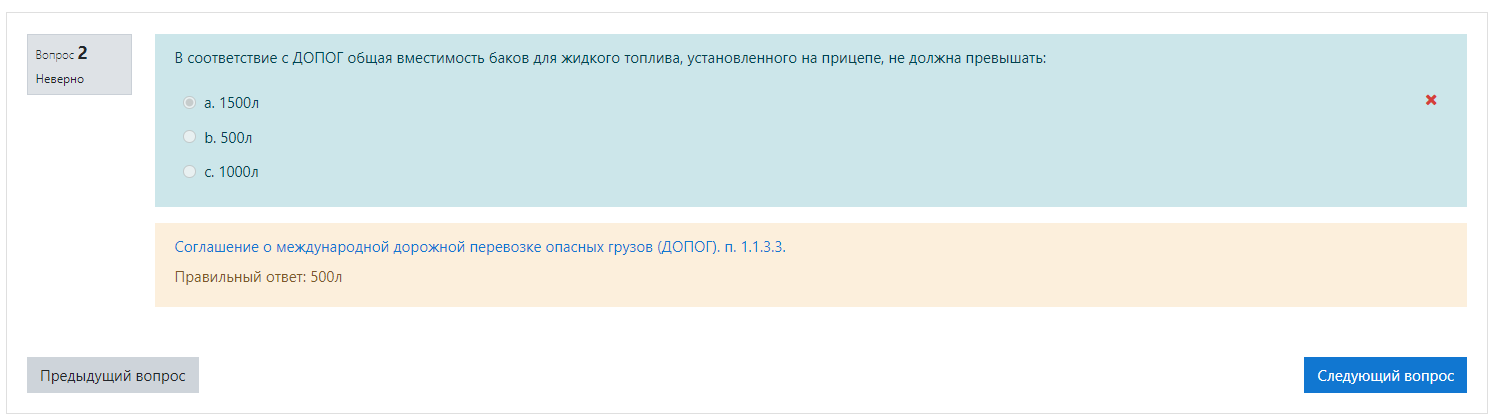 Вопрос 2
Неверно
В соответствие с ДОПОГ общая вместимость баков для жидкого топлива, установленного на прицепе, не должна превышать:
a. 1500л
b. 500л
c. 1000л
Соглашение о международной дорожной перевозке опасных грузов (ДОПОГ). п. 1.1.3.3.
Правильный ответ: 500л
Предыдущий вопрос
Следующий вопрос